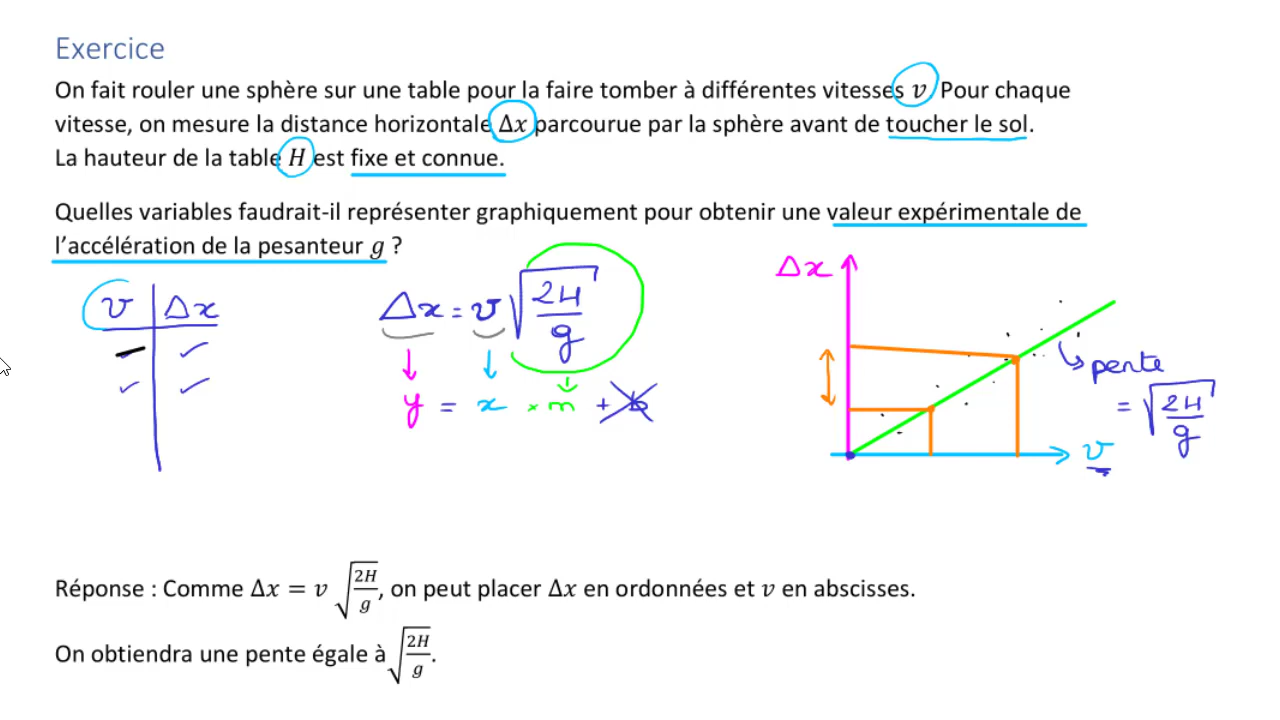 Exercice
On fait rouler une sphère sur une table pour la faire tomber à différentes vitesses v. Pour chaque
vitesse, on mesure la distance horizontale Δx parcourue par la sphère avant de toucher le sol.
La hauteur de la table H est fixe et connue.
Quelles variables faudrait-il représenter graphiquement pour obtenir une valeur expérimentale de
l’accélération de la pesanteur g ?
v Δx
Δx = v √(2H/g)
y = x · m + b
Δx
pente
= √(2H/g)
v
Réponse : Comme Δx = v √(2H/g), on peut placer Δx en ordonnées et v en abscisses.
On obtiendra une pente égale à √(2H/g).